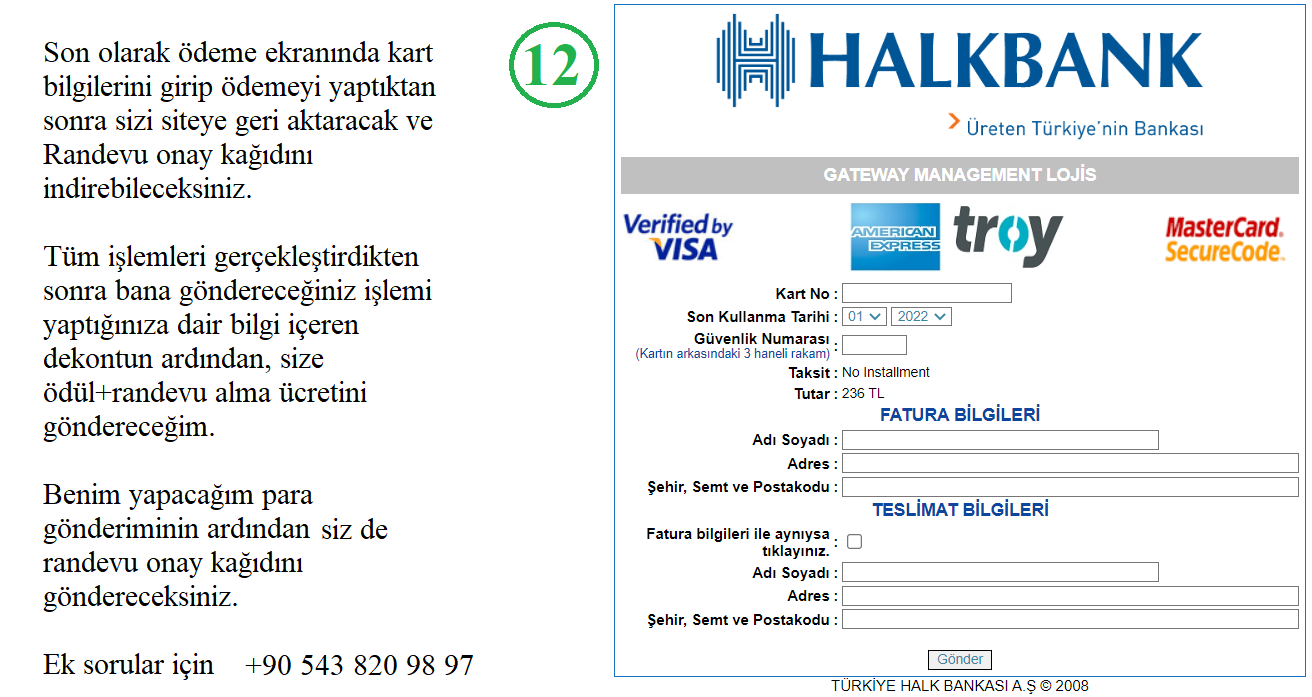 Son olarak ödeme ekranında kart
bilgilerini girip ödemeyi yaptıktan
sonra sizi siteye geri aktaracak ve
Randevu onay kağıdını
indirebileceksiniz.
Tüm işlemleri gerçekleştirdikten
sonra bana göndereceğiniz işlemi
yaptığınıza dair bilgi içeren
dekontun ardından, size
ödül+randevu alma ücretini
göndereceğim.
Benim yapacağım para
gönderiminin ardından siz de
randevu onay kağıdını
göndereceksiniz.
Ek sorular için +90 543 820 98 97
12
HALKBANK
Üreten Türkiye'nin Bankası
GATEWAY MANAGEMENT LOJİS
Verified by
VISA
AMERICAN
EXPRESS
troy
MasterCard.
SecureCode.
Kart No :
Son Kullanma Tarihi : 01 2022
Güvenlik Numarası :
(Kartın arkasındaki 3 haneli rakam)
Taksit : No Installment
Tutar : 236 TL
FATURA BİLGİLERİ
Adı Soyadı :
Adres :
Şehir, Semt ve Postakodu :
TESLİMAT BİLGİLERİ
Fatura bilgileri ile aynıysa :
tıklayınız.
Adı Soyadı :
Adres :
Şehir, Semt ve Postakodu :
Gönder
TÜRKİYE HALK BANKASI A.Ş © 2008